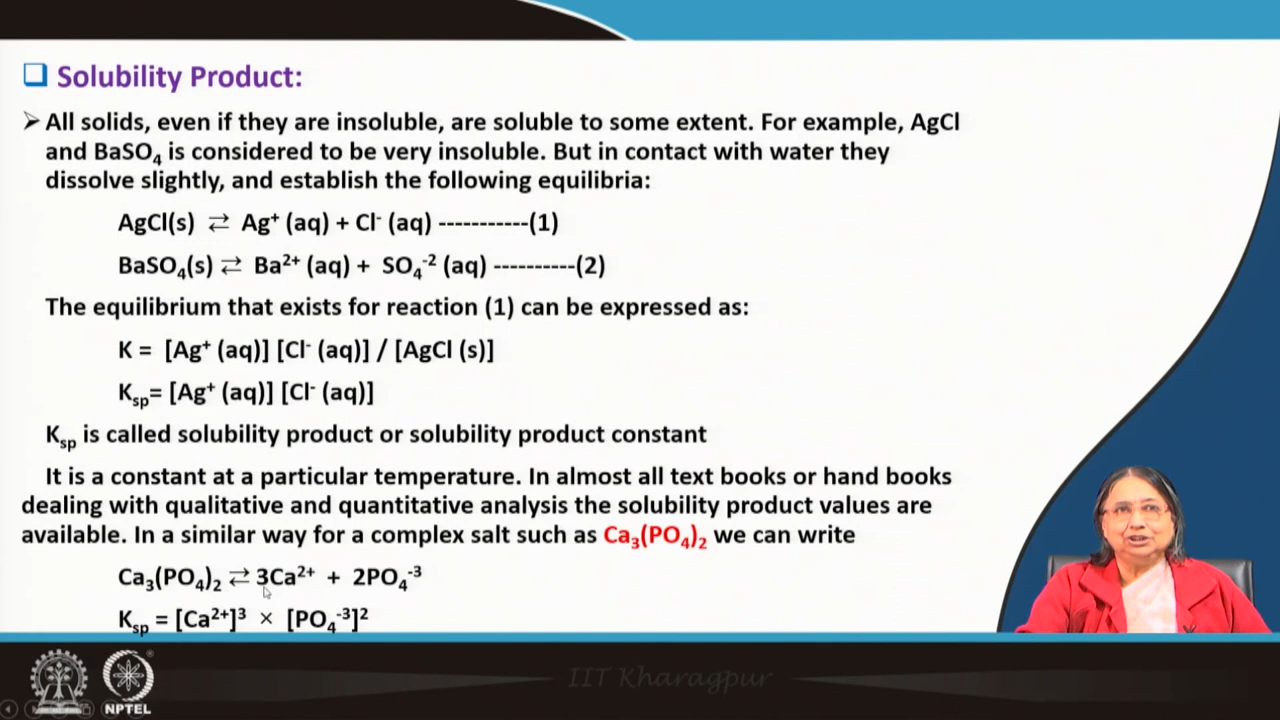 Solubility Product:
All solids, even if they are insoluble, are soluble to some extent. For example, AgCl
and BaSO₄ is considered to be very insoluble. But in contact with water they
dissolve slightly, and establish the following equilibria:
AgCl(s) ⇄ Ag⁺ (aq) + Cl⁻ (aq) -----------(1)
BaSO₄(s) ⇄ Ba²⁺ (aq) + SO₄⁻² (aq) ----------(2)
The equilibrium that exists for reaction (1) can be expressed as:
K = [Ag⁺ (aq)] [Cl⁻ (aq)] / [AgCl (s)]
Kₛₚ= [Ag⁺ (aq)] [Cl⁻ (aq)]
Kₛₚ is called solubility product or solubility product constant
It is a constant at a particular temperature. In almost all text books or hand books
dealing with qualitative and quantitative analysis the solubility product values are
available. In a similar way for a complex salt such as Ca₃(PO₄)₂ we can write
Ca₃(PO₄)₂ ⇄ 3Ca²⁺ + 2PO₄⁻³
Kₛₚ = [Ca²⁺]³ × [PO₄⁻³]²
IIT Kharagpur
NPTEL